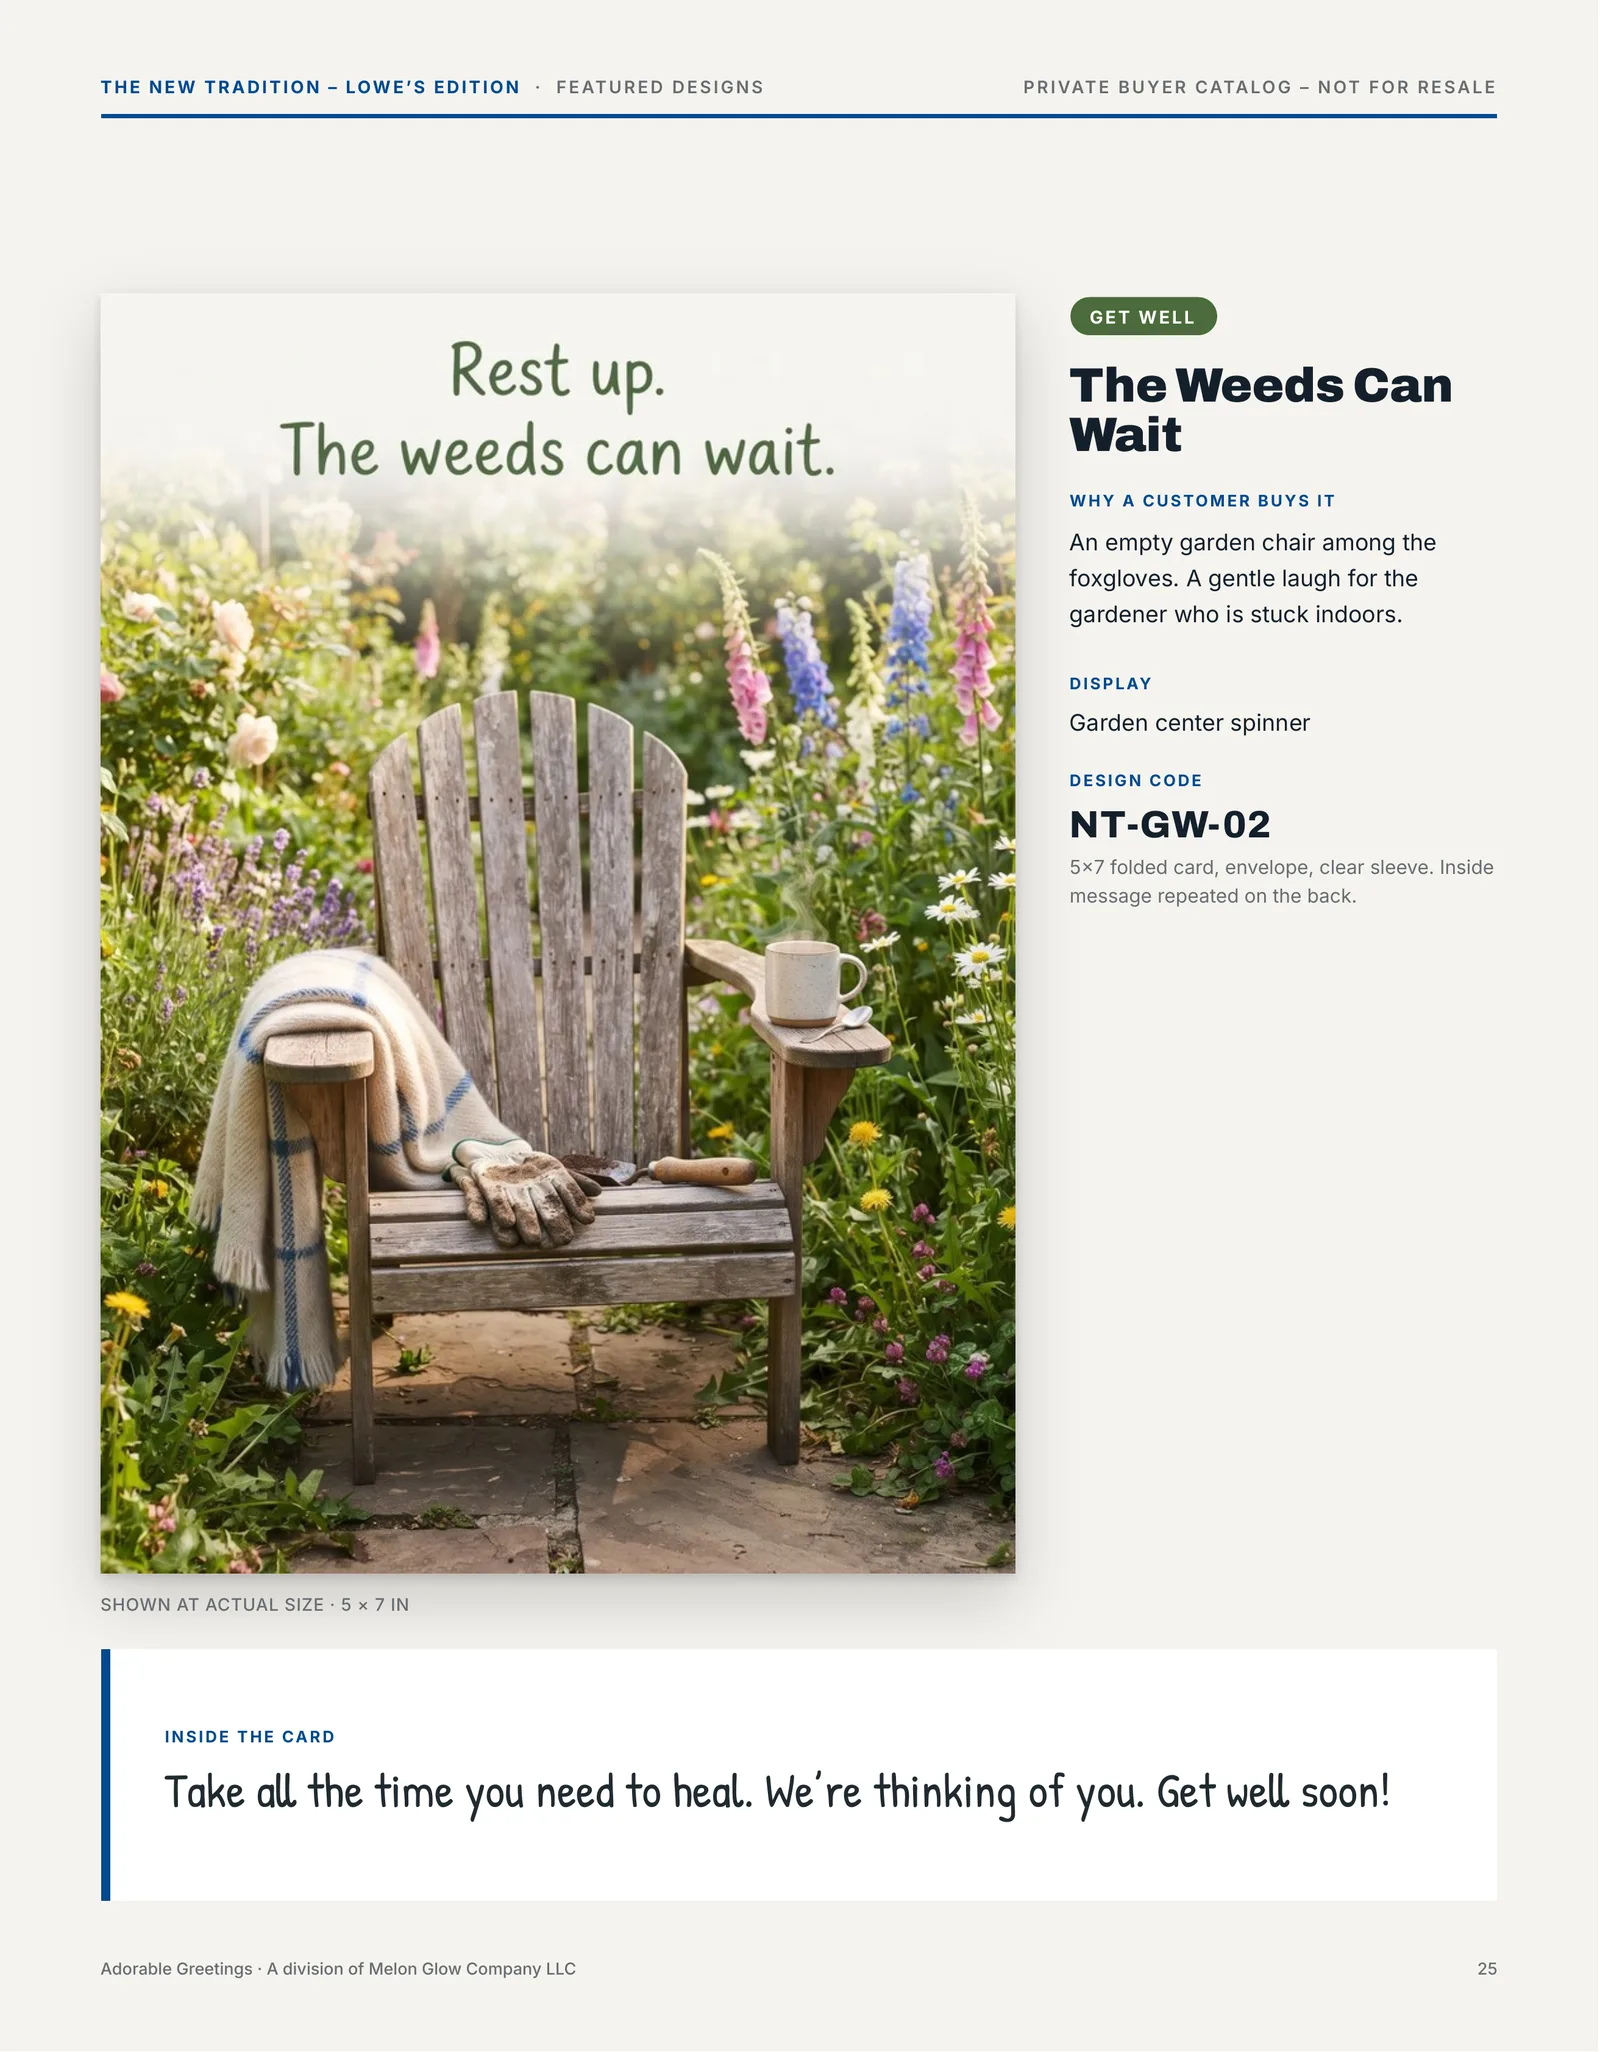 THE NEW TRADITION – LOWE’S EDITION · FEATURED DESIGNS
PRIVATE BUYER CATALOG – NOT FOR RESALE
Rest up.
The weeds can wait.
GET WELL
The Weeds Can
Wait
WHY A CUSTOMER BUYS IT
An empty garden chair among the
foxgloves. A gentle laugh for the
gardener who is stuck indoors.
DISPLAY
Garden center spinner
DESIGN CODE
NT-GW-02
5×7 folded card, envelope, clear sleeve. Inside
message repeated on the back.
SHOWN AT ACTUAL SIZE · 5 × 7 IN
INSIDE THE CARD
Take all the time you need to heal. We’re thinking of you. Get well soon!
Adorable Greetings · A division of Melon Glow Company LLC
25